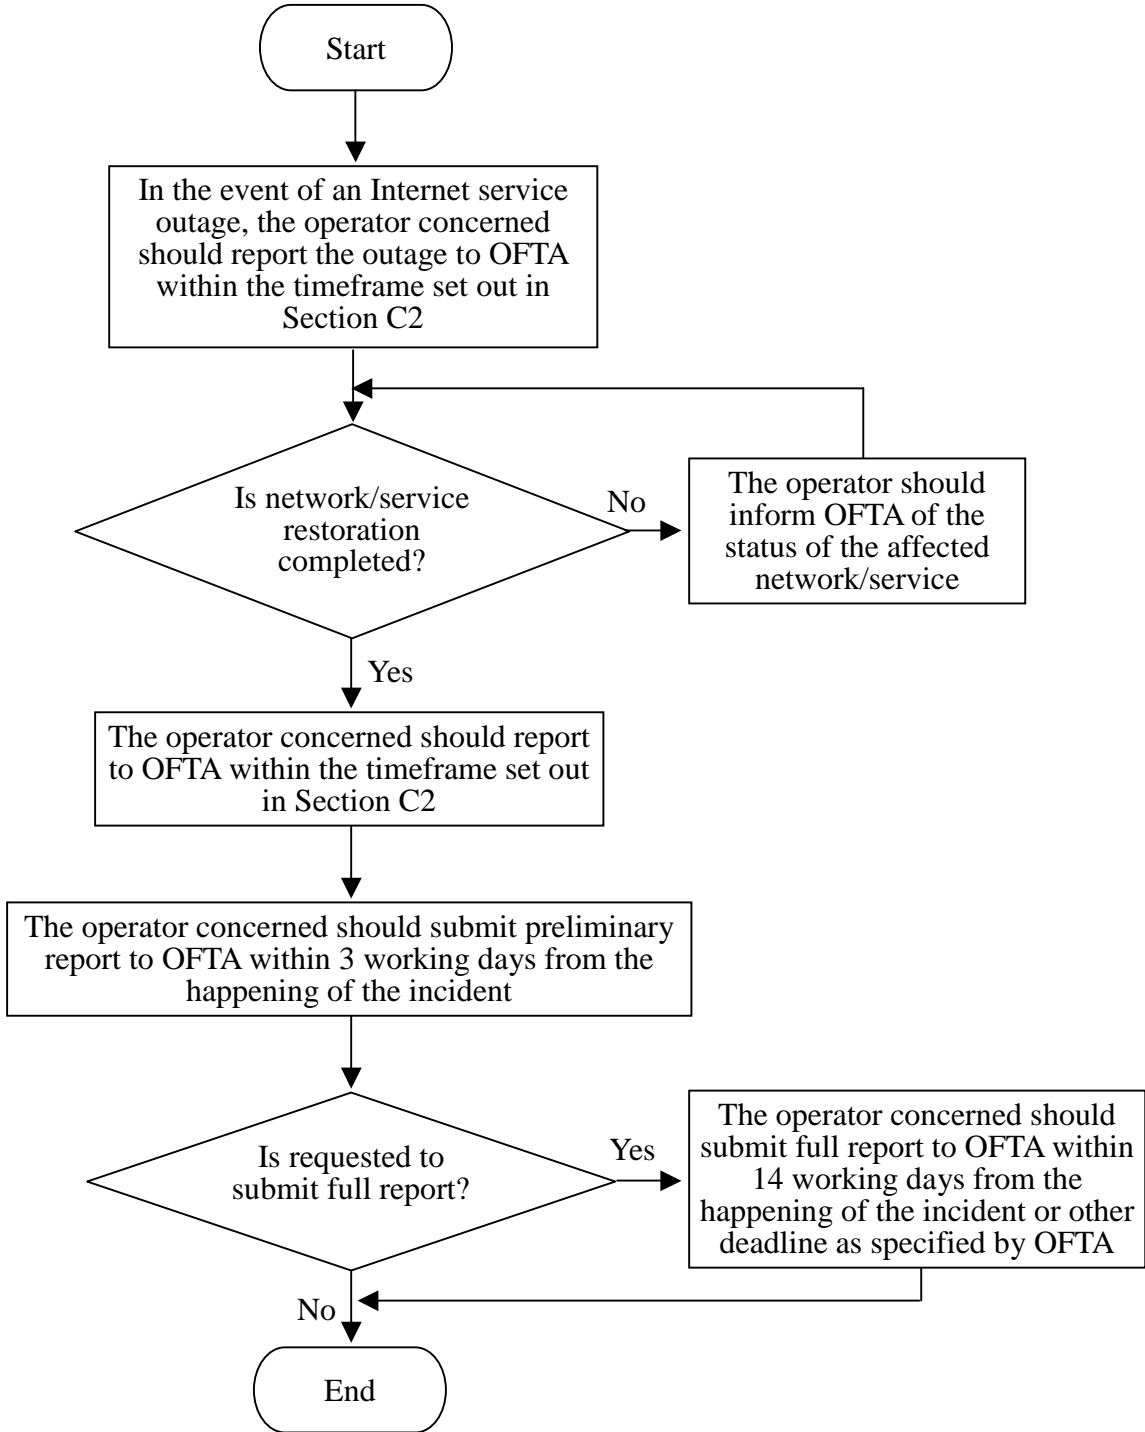 Start
In the event of an Internet service
outage, the operator concerned
should report the outage to OFTA
within the timeframe set out in
Section C2
Is network/service
restoration
completed?
No
The operator should
inform OFTA of the
status of the affected
network/service
Yes
The operator concerned should report
to OFTA within the timeframe set out
in Section C2
The operator concerned should submit preliminary
report to OFTA within 3 working days from the
happening of the incident
Is requested to
submit full report?
Yes
The operator concerned should
submit full report to OFTA within
14 working days from the
happening of the incident or other
deadline as specified by OFTA
No
End